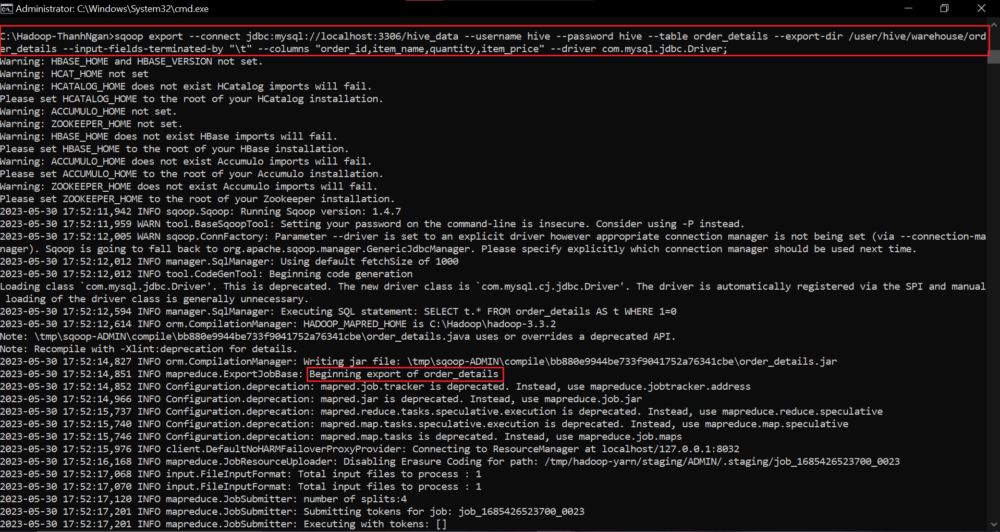 Administrator: C:\Windows\System32\cmd.exe
C:\Hadoop-ThanhNgan>sqoop export --connect jdbc:mysql://localhost:3306/hive_data --username hive --password hive --table order_details --export-dir /user/hive/warehouse/ord
er_details --input-fields-terminated-by "\t" --columns "order_id,item_name,quantity,item_price" --driver com.mysql.jdbc.Driver;
Warning: HBASE_HOME and HBASE_VERSION not set.
Warning: HCAT_HOME not set
Warning: HCATALOG_HOME does not exist HCatalog imports will fail.
Please set HCATALOG_HOME to the root of your HCatalog installation.
Warning: ACCUMULO_HOME not set.
Warning: ZOOKEEPER_HOME not set.
Warning: HBASE_HOME does not exist HBase imports will fail.
Please set HBASE_HOME to the root of your HBase installation.
Warning: ACCUMULO_HOME does not exist Accumulo imports will fail.
Please set ACCUMULO_HOME to the root of your Accumulo installation.
Warning: ZOOKEEPER_HOME does not exist Accumulo imports will fail.
Please set ZOOKEEPER_HOME to the root of your Zookeeper installation.
2023-05-30 17:52:11,942 INFO sqoop.Sqoop: Running Sqoop version: 1.4.7
2023-05-30 17:52:11,959 WARN tool.BaseSqoopTool: Setting your password on the command-line is insecure. Consider using -P instead.
2023-05-30 17:52:12,005 WARN sqoop.ConnFactory: Parameter --driver is set to an explicit driver however appropriate connection manager is not being set (via --connection-ma
nager). Sqoop is going to fall back to org.apache.sqoop.manager.GenericJdbcManager. Please specify explicitly which connection manager should be used next time.
2023-05-30 17:52:12,012 INFO manager.SqlManager: Using default fetchSize of 1000
2023-05-30 17:52:12,012 INFO tool.CodeGenTool: Beginning code generation
Loading class `com.mysql.jdbc.Driver'. This is deprecated. The new driver class is `com.mysql.cj.jdbc.Driver'. The driver is automatically registered via the SPI and manual
 loading of the driver class is generally unnecessary.
2023-05-30 17:52:12,594 INFO manager.SqlManager: Executing SQL statement: SELECT t.* FROM order_details AS t WHERE 1=0
2023-05-30 17:52:12,614 INFO orm.CompilationManager: HADOOP_MAPRED_HOME is C:\Hadoop\hadoop-3.3.2
Note: \tmp\sqoop-ADMIN\compile\bb880e9944be733f9041752a76341cbe\order_details.java uses or overrides a deprecated API.
Note: Recompile with -Xlint:deprecation for details.
2023-05-30 17:52:14,827 INFO orm.CompilationManager: Writing jar file: \tmp\sqoop-ADMIN\compile\bb880e9944be733f9041752a76341cbe\order_details.jar
2023-05-30 17:52:14,851 INFO mapreduce.ExportJobBase: Beginning export of order_details
2023-05-30 17:52:14,852 INFO Configuration.deprecation: mapred.job.tracker is deprecated. Instead, use mapreduce.jobtracker.address
2023-05-30 17:52:14,966 INFO Configuration.deprecation: mapred.jar is deprecated. Instead, use mapreduce.job.jar
2023-05-30 17:52:15,737 INFO Configuration.deprecation: mapred.reduce.tasks.speculative.execution is deprecated. Instead, use mapreduce.reduce.speculative
2023-05-30 17:52:15,740 INFO Configuration.deprecation: mapred.map.tasks.speculative.execution is deprecated. Instead, use mapreduce.map.speculative
2023-05-30 17:52:15,746 INFO Configuration.deprecation: mapred.map.tasks is deprecated. Instead, use mapreduce.job.maps
2023-05-30 17:52:15,976 INFO client.DefaultNoHARMFailoverProxyProvider: Connecting to ResourceManager at localhost/127.0.0.1:8032
2023-05-30 17:52:16,168 INFO mapreduce.JobResourceUploader: Disabling Erasure Coding for path: /tmp/hadoop-yarn/staging/ADMIN/.staging/job_1685426523700_0023
2023-05-30 17:52:17,068 INFO input.FileInputFormat: Total input files to process : 1
2023-05-30 17:52:17,070 INFO input.FileInputFormat: Total input files to process : 1
2023-05-30 17:52:17,120 INFO mapreduce.JobSubmitter: number of splits:4
2023-05-30 17:52:17,201 INFO mapreduce.JobSubmitter: Submitting tokens for job: job_1685426523700_0023
2023-05-30 17:52:17,201 INFO mapreduce.JobSubmitter: Executing with tokens: []